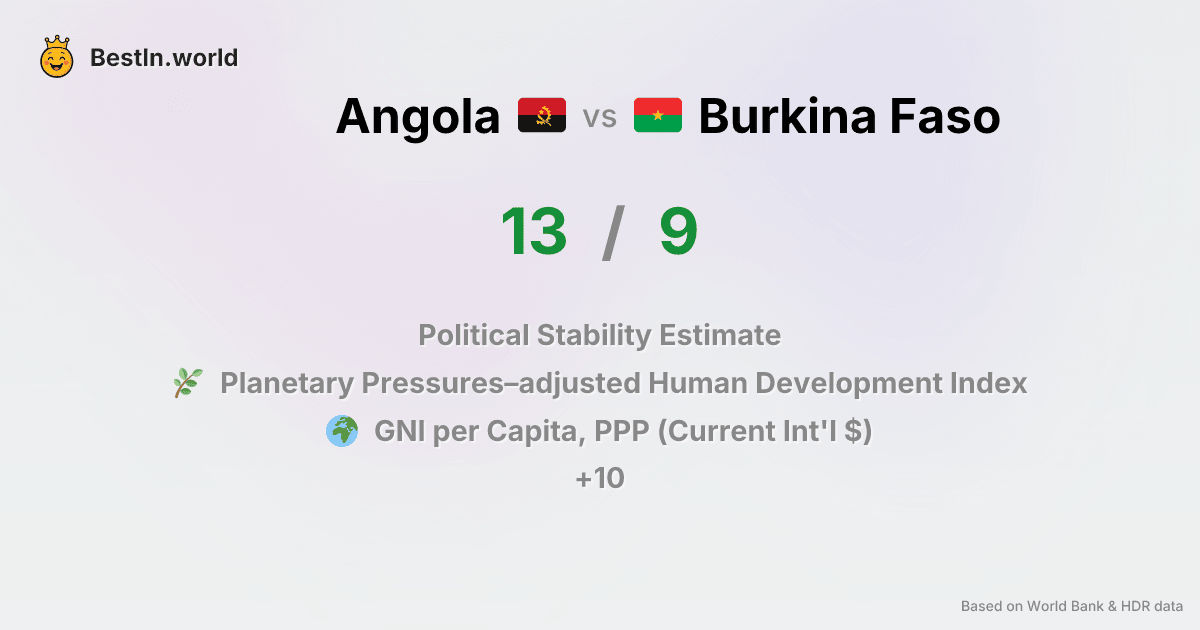 BestIn.world
Angola vs Burkina Faso
13 / 9
Political Stability Estimate
Planetary Pressures–adjusted Human Development Index
GNI per Capita, PPP (Current Int'l $)
+10
Based on World Bank & HDR data